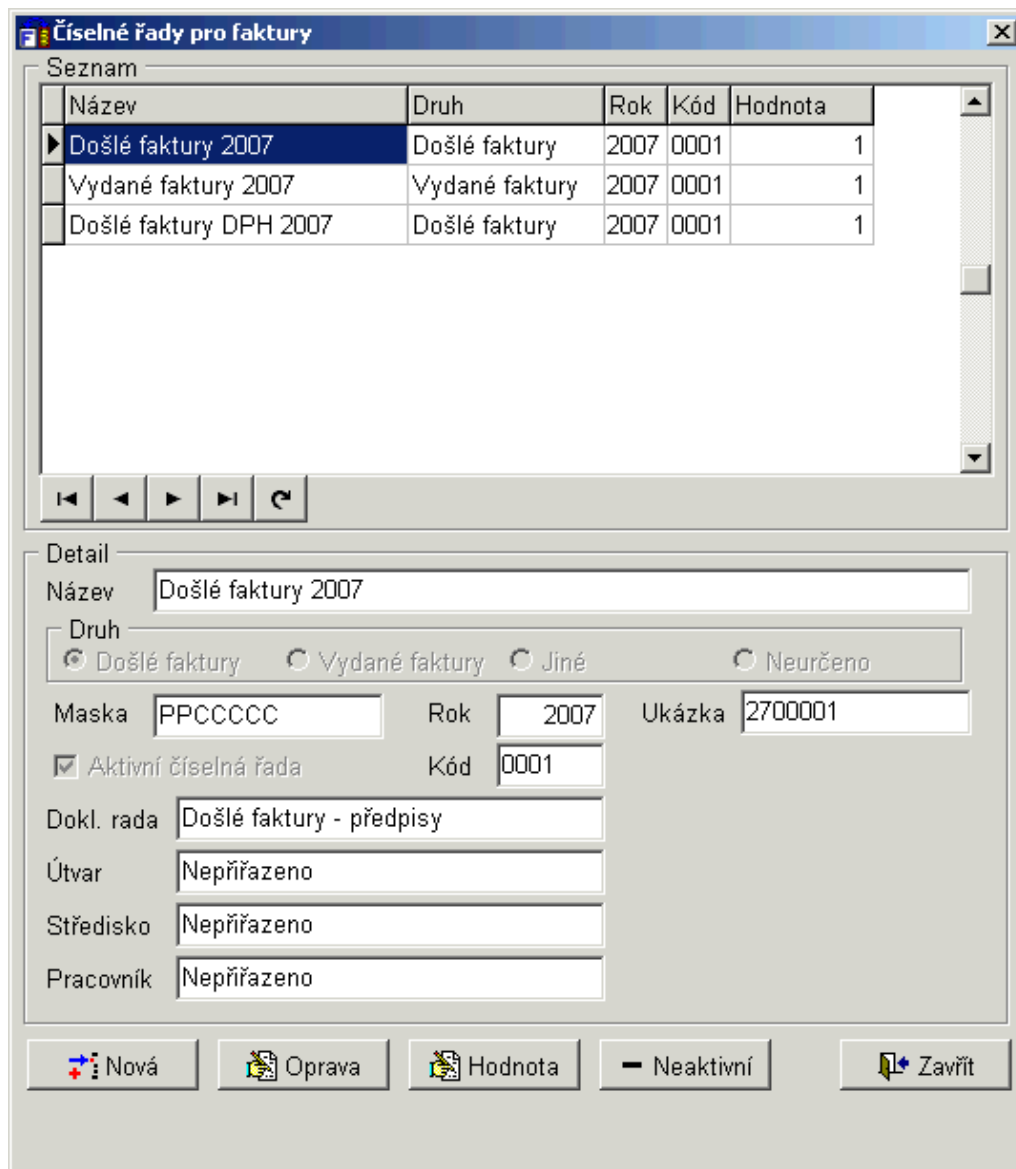 Číselné řady pro faktury
Seznam
Název Druh Rok Kód Hodnota
Došlé faktury 2007 Došlé faktury 2007 0001 1
Vydané faktury 2007 Vydané faktury 2007 0001 1
Došlé faktury DPH 2007 Došlé faktury 2007 0001 1
Detail
Název Došlé faktury 2007
Druh
Došlé faktury Vydané faktury Jiné Neurčeno
Maska PPCCCCC Rok 2007 Ukázka 2700001
Aktivní číselná řada Kód 0001
Dokl. rada Došlé faktury - předpisy
Útvar Nepřiřazeno
Středisko Nepřiřazeno
Pracovník Nepřiřazeno
Nová Oprava Hodnota Neaktivní Zavřít